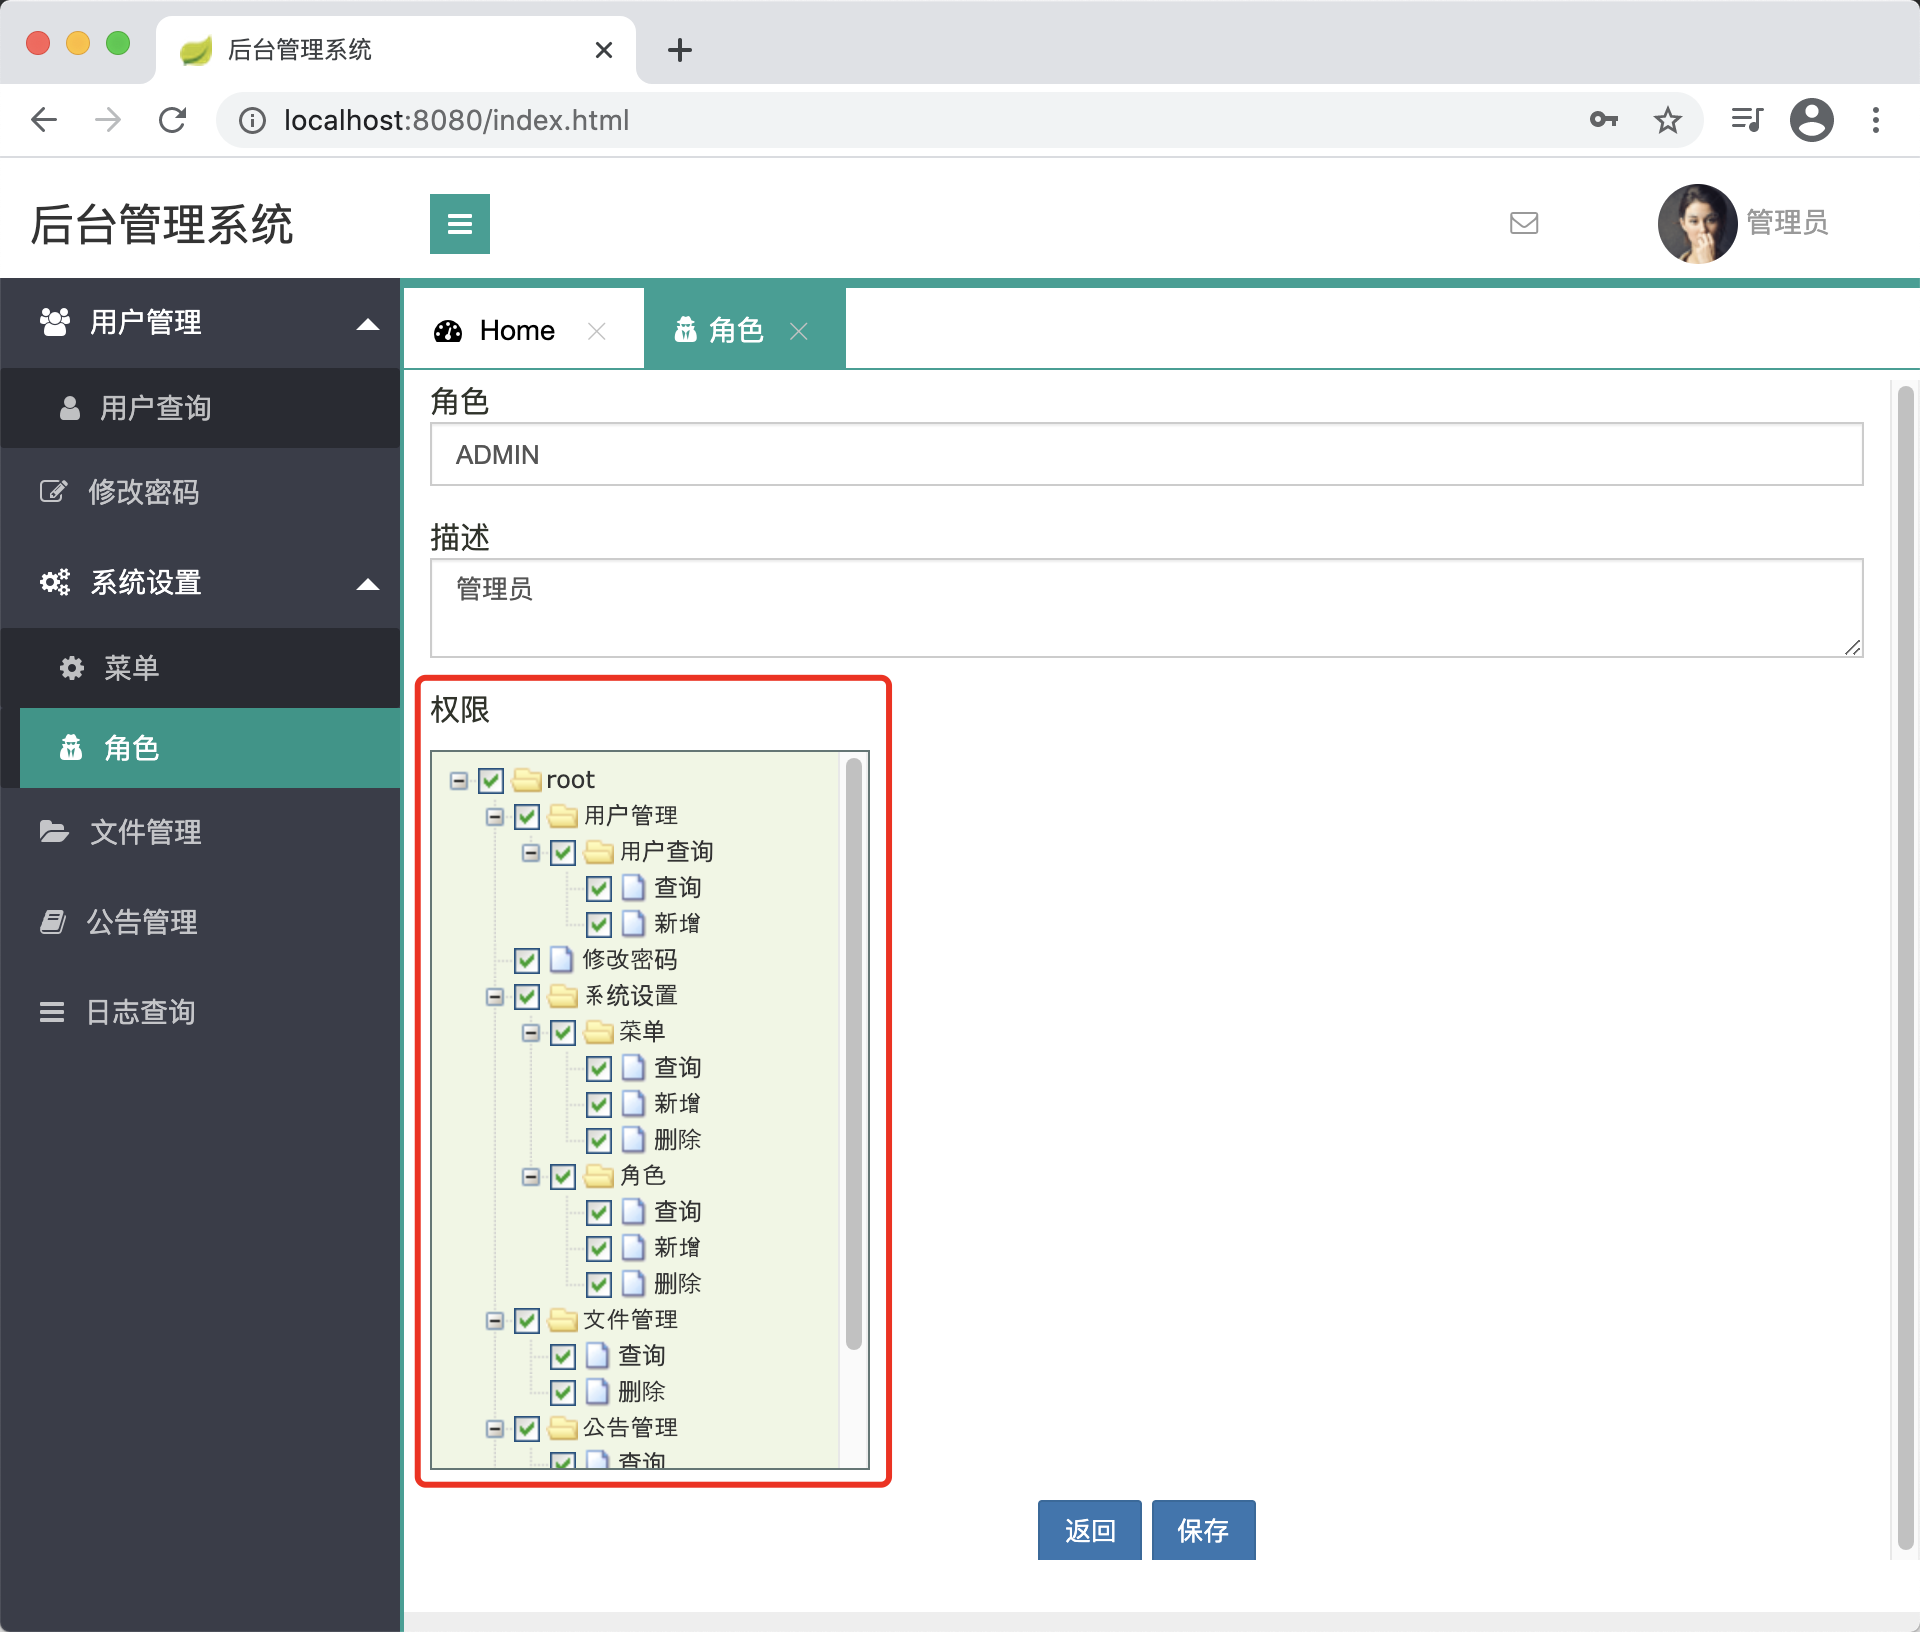 后台管理系统
localhost:8080/index.html
后台管理系统
管理员
用户管理
用户查询
修改密码
系统设置
菜单
角色
文件管理
公告管理
日志查询
Home
角色
角色
ADMIN
描述
管理员
权限
root
用户管理
用户查询
查询
新增
修改密码
系统设置
菜单
查询
新增
删除
角色
查询
新增
删除
文件管理
查询
删除
公告管理
查询
返回
保存